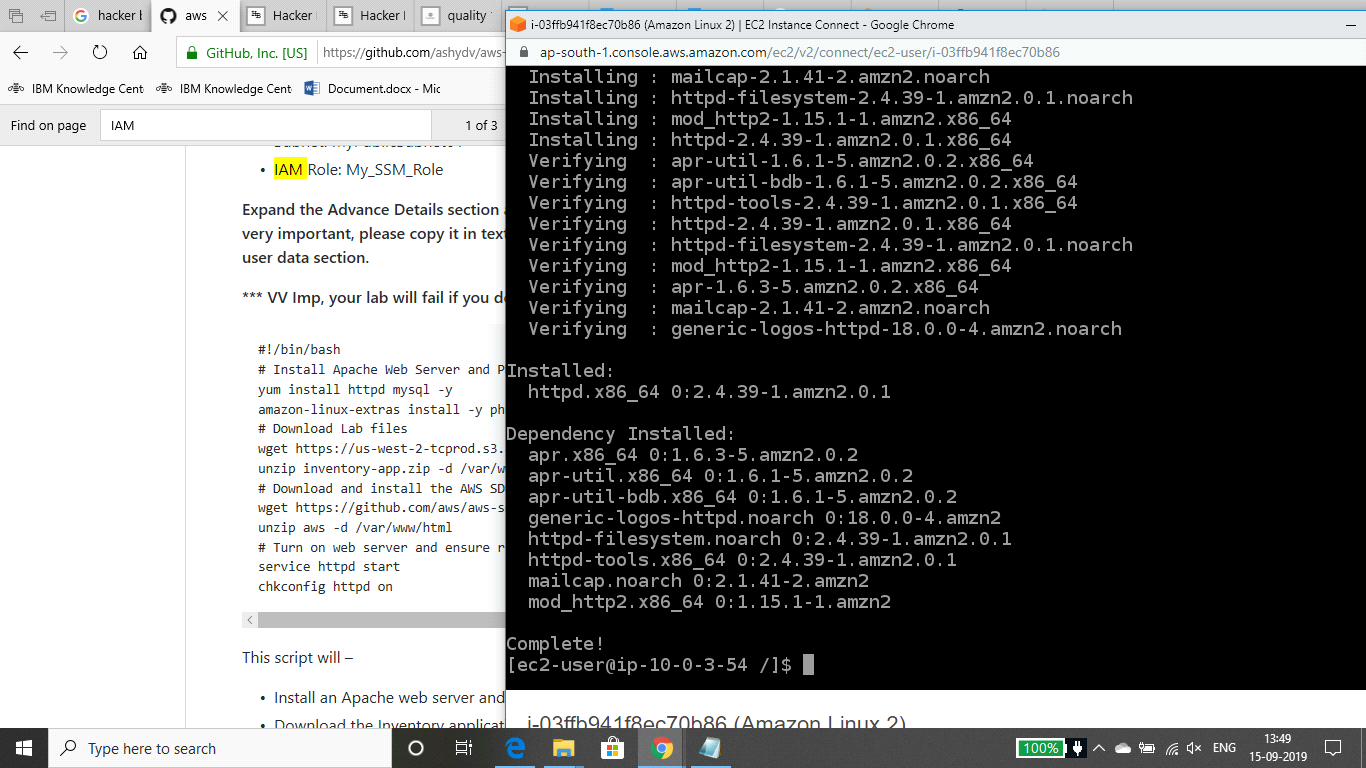 hacker b
aws
Hacker
Hacker
quality
i-03ffb941f8ec70b86 (Amazon Linux 2) | EC2 Instance Connect - Google Chrome
GitHub, Inc. [US]
https://github.com/ashydv/aws-
ap-south-1.console.aws.amazon.com/ec2/v2/connect/ec2-user/i-03ffb941f8ec70b86
IBM Knowledge Cent
IBM Knowledge Cent
Document.docx - Mic
Find on page
IAM
1 of 3
• IAM Role: My_SSM_Role
Expand the Advance Details section a
very important, please copy it in text
user data section.
*** VV Imp, your lab will fail if you do
#!/bin/bash
# Install Apache Web Server and P
yum install httpd mysql -y
amazon-linux-extras install -y ph
# Download Lab files
wget https://us-west-2-tcprod.s3.
unzip inventory-app.zip -d /var/w
# Download and install the AWS SD
wget https://github.com/aws/aws-s
unzip aws -d /var/www/html
# Turn on web server and ensure r
service httpd start
chkconfig httpd on
This script will –
• Install an Apache web server and
• Download the Inventory applicat
Installing : mailcap-2.1.41-2.amzn2.noarch
Installing : httpd-filesystem-2.4.39-1.amzn2.0.1.noarch
Installing : mod_http2-1.15.1-1.amzn2.x86_64
Installing : httpd-2.4.39-1.amzn2.0.1.x86_64
Verifying : apr-util-1.6.1-5.amzn2.0.2.x86_64
Verifying : apr-util-bdb-1.6.1-5.amzn2.0.2.x86_64
Verifying : httpd-tools-2.4.39-1.amzn2.0.1.x86_64
Verifying : httpd-2.4.39-1.amzn2.0.1.x86_64
Verifying : httpd-filesystem-2.4.39-1.amzn2.0.1.noarch
Verifying : mod_http2-1.15.1-1.amzn2.x86_64
Verifying : apr-1.6.3-5.amzn2.0.2.x86_64
Verifying : mailcap-2.1.41-2.amzn2.noarch
Verifying : generic-logos-httpd-18.0.0-4.amzn2.noarch
Installed:
httpd.x86_64 0:2.4.39-1.amzn2.0.1
Dependency Installed:
apr.x86_64 0:1.6.3-5.amzn2.0.2
apr-util.x86_64 0:1.6.1-5.amzn2.0.2
apr-util-bdb.x86_64 0:1.6.1-5.amzn2.0.2
generic-logos-httpd.noarch 0:18.0.0-4.amzn2
httpd-filesystem.noarch 0:2.4.39-1.amzn2.0.1
httpd-tools.x86_64 0:2.4.39-1.amzn2.0.1
mailcap.noarch 0:2.1.41-2.amzn2
mod_http2.x86_64 0:1.15.1-1.amzn2
Complete!
[ec2-user@ip-10-0-3-54 /]$
i-03ffb941f8ec70b86 (Amazon Linux 2)
Type here to search
100%
ENG
13:49
15-09-2019